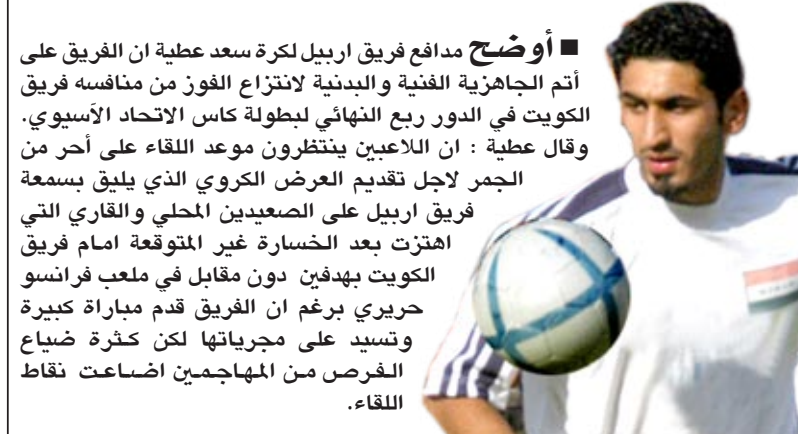 ■ أوضح مدافع فريق اربيل لكرة سعد عطية ان الفريق على
أتم الجاهزية الفنية والبدنية لانتزاع الفوز من منافسه فريق
الكويت في الدور ربع النهائي لبطولة كاس الاتحاد الآسيوي.
وقال عطية : ان اللاعبين ينتظرون موعد اللقاء على أحر من
الجمر لاجل تقديم العرض الكروي الذي يليق بسمعة
فريق اربيل على الصعيدين المحلي والقاري التي
اهتزت بعد الخسارة غير المتوقعة امام فريق
الكويت بهدفين دون مقابل في ملعب فرانسو
حريري برغم ان الفريق قدم مباراة كبيرة
وتسيد على مجرياتها لكن كثرة ضياع
الفرص من المهاجمين اضاعت نقاط
اللقاء.